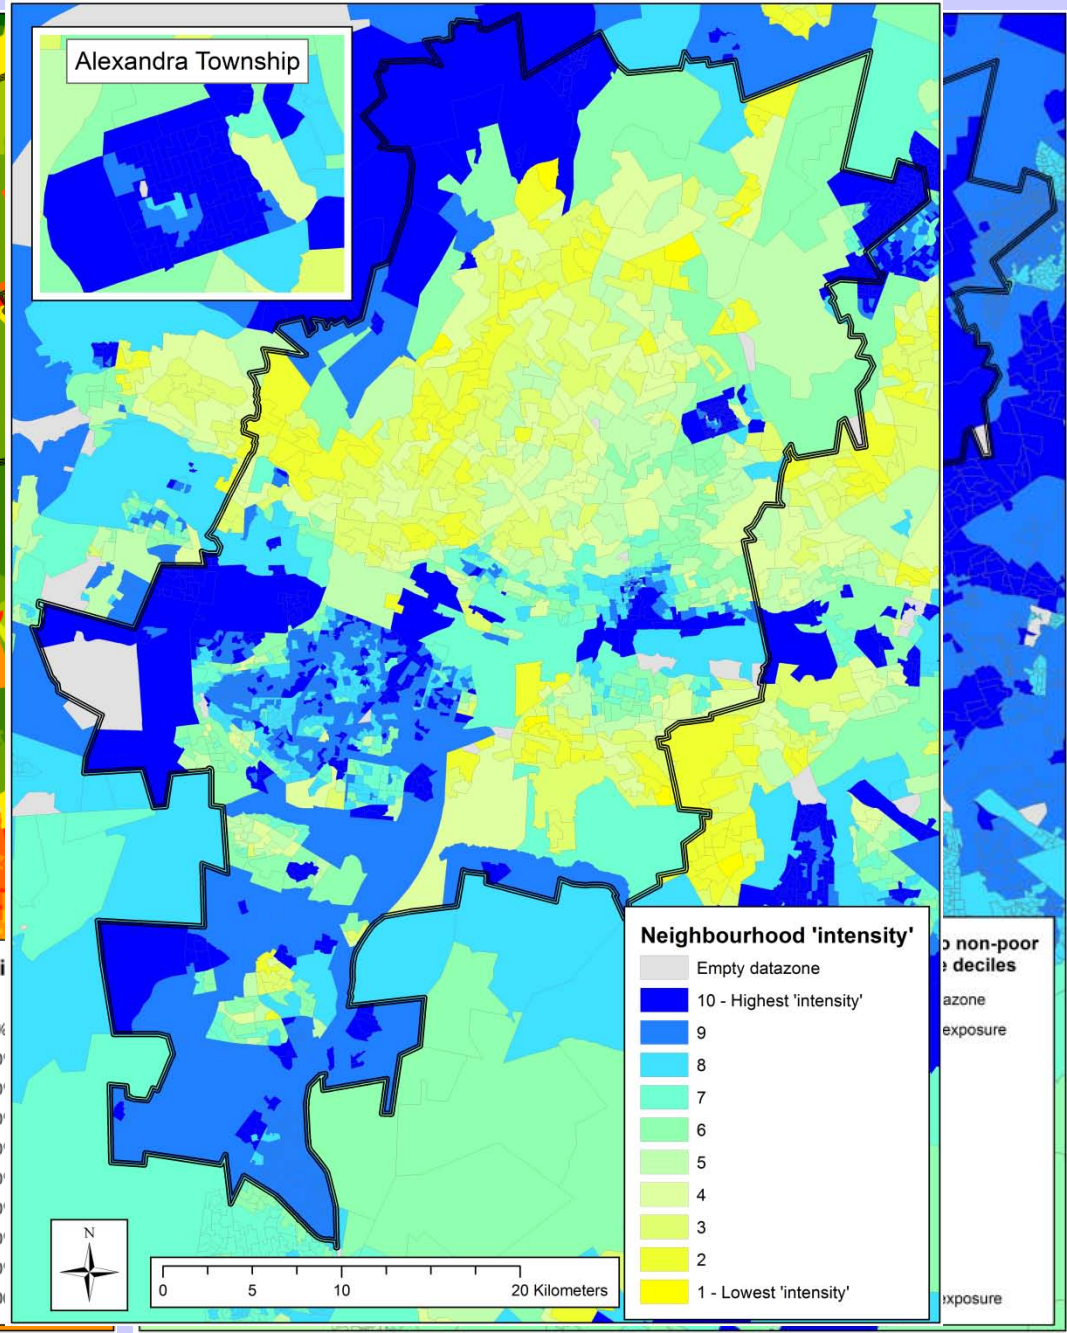 Alexandra Township
Neighbourhood 'intensity'
Empty datazone
10 - Highest 'intensity'
9
8
7
6
5
4
3
2
1 - Lowest 'intensity'
N
0 5 10 20 Kilometers
non-poor
deciles
azone
exposure
exposure